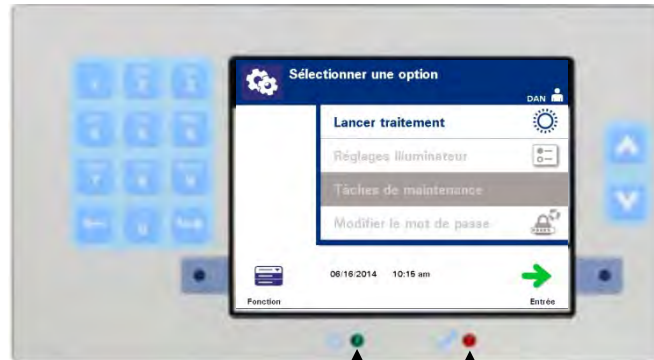 Sélectionner une option
DAN
Lancer traitement
Réglages Illuminateur
Tâches de maintenance
Modifier le mot de passe
06/16/2014 10:15 am
Fonction Entrée